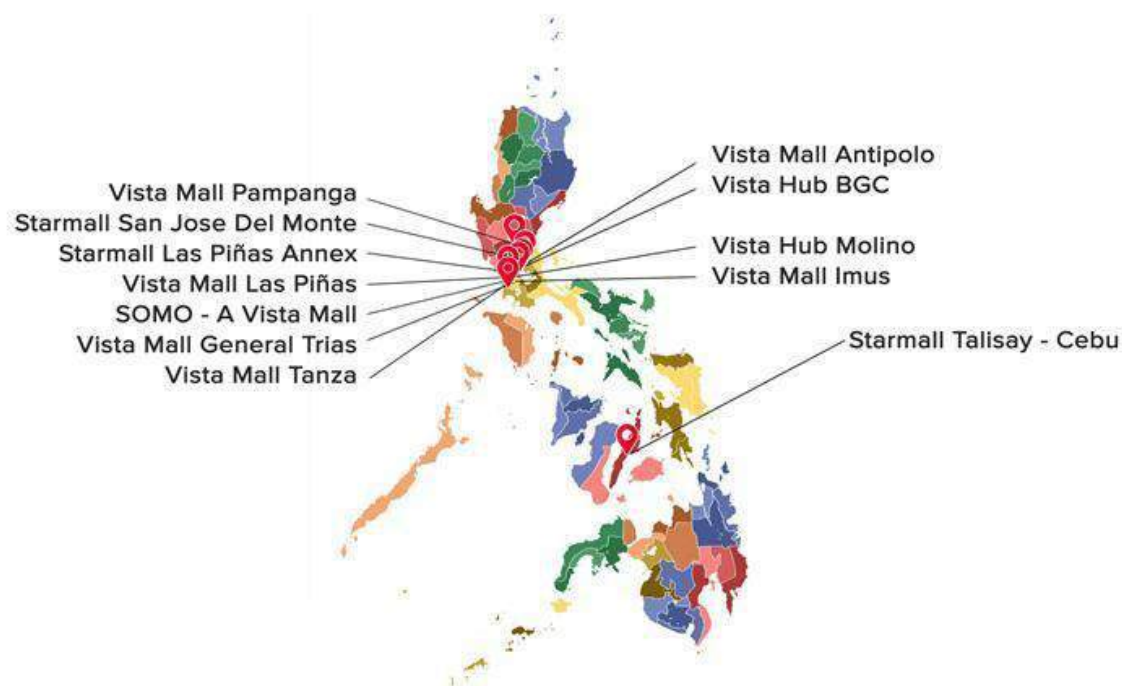 Vista Mall Pampanga
Starmall San Jose Del Monte
Starmall Las Piñas Annex
Vista Mall Las Piñas
SOMO - A Vista Mall
Vista Mall General Trias
Vista Mall Tanza
Vista Mall Antipolo
Vista Hub BGC
Vista Hub Molino
Vista Mall Imus
Starmall Talisay - Cebu